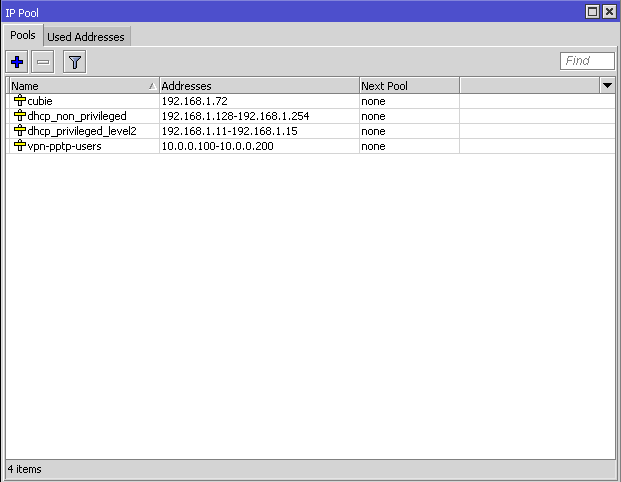 IP Pool
Pools Used Addresses
Find
Name Addresses Next Pool
cubie 192.168.1.72 none
dhcp_non_privileged 192.168.1.128-192.168.1.254 none
dhcp_privileged_level2 192.168.1.11-192.168.1.15 none
vpn-pptp-users 10.0.0.100-10.0.0.200 none
4 items